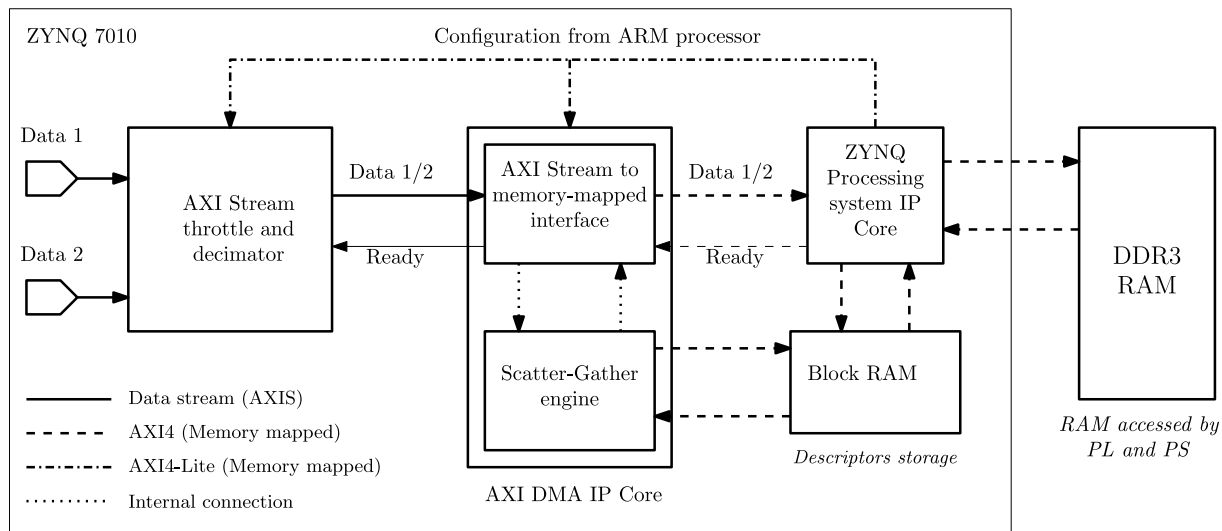 ZYNQ 7010
Configuration from ARM processor
Data 1
Data 2
AXI Stream
throttle and
decimator
Data 1/2
Ready
AXI Stream to
memory-mapped
interface
Data 1/2
Ready
ZYNQ
Processing
system IP
Core
DDR3
RAM
Scatter-Gather
engine
Block RAM
Data stream (AXIS)
AXI4 (Memory mapped)
AXI4-Lite (Memory mapped)
Internal connection
AXI DMA IP Core
Descriptors storage
RAM accessed by
PL and PS